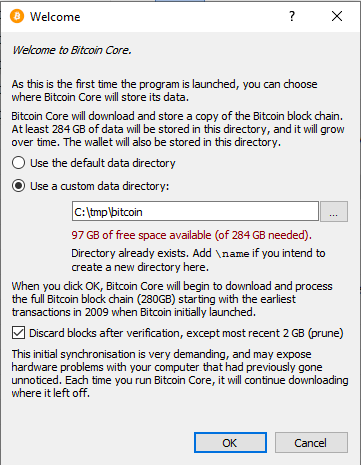 Welcome
Welcome to Bitcoin Core.
As this is the first time the program is launched, you can choose
where Bitcoin Core will store its data.
Bitcoin Core will download and store a copy of the Bitcoin block chain.
At least 284 GB of data will be stored in this directory, and it will grow
over time. The wallet will also be stored in this directory.
Use the default data directory
Use a custom data directory:
C:\tmp\bitcoin
...
97 GB of free space available (of 284 GB needed).
Directory already exists. Add \name if you intend to
create a new directory here.
When you click OK, Bitcoin Core will begin to download and process
the full Bitcoin block chain (280GB) starting with the earliest
transactions in 2009 when Bitcoin initially launched.
Discard blocks after verification, except most recent 2 GB (prune)
This initial synchronisation is very demanding, and may expose
hardware problems with your computer that had previously gone
unnoticed. Each time you run Bitcoin Core, it will continue downloading
where it left off.
OK Cancel